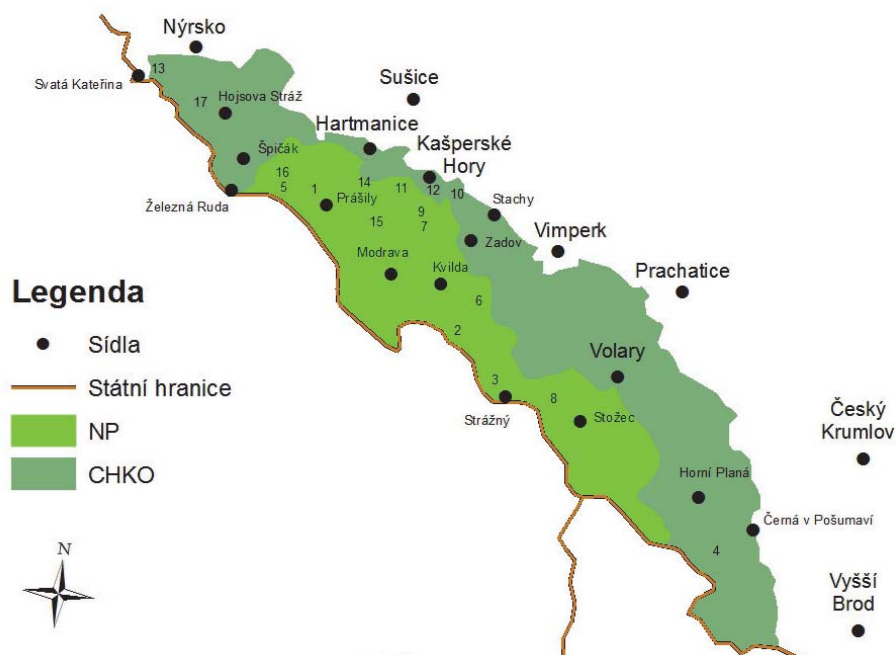 Nýrsko
Svatá Kateřina
13
Sušice
17
Hojsova Stráž
Hartmanice
Kašperské
Hory
Špičák
16
5
1
14
11
12
10
Železná Ruda
Prášily
15
9
7
Stachy
Zadov
Vimperk
Modrava
Kvilda
6
2
Prachatice
Legenda
Sídla
Státní hranice
NP
CHKO
Volary
3
8
Strážný
Stožec
Český
Krumlov
Horní Planá
Černá v Pošumaví
4
N
Vyšší
Brod